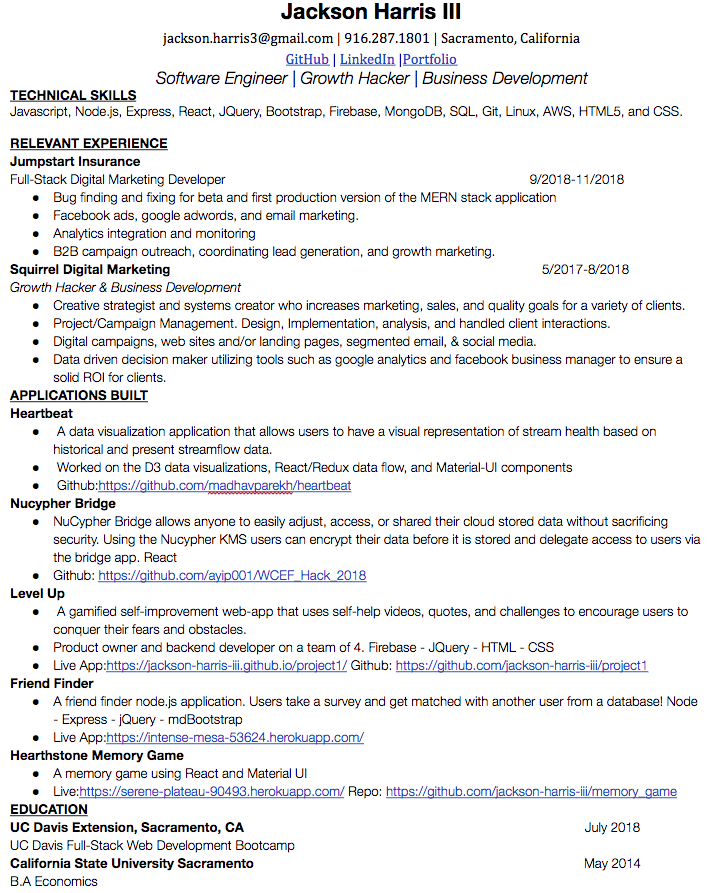 Jackson Harris III
jackson.harris3@gmail.com | 916.287.1801 | Sacramento, California
GitHub | LinkedIn |Portfolio
Software Engineer | Growth Hacker | Business Development
TECHNICAL SKILLS
Javascript, Node.js, Express, React, JQuery, Bootstrap, Firebase, MongoDB, SQL, Git, Linux, AWS, HTML5, and CSS.
RELEVANT EXPERIENCE
Jumpstart Insurance
Full-Stack Digital Marketing Developer 9/2018-11/2018
● Bug finding and fixing for beta and first production version of the MERN stack application
● Facebook ads, google adwords, and email marketing.
● Analytics integration and monitoring
● B2B campaign outreach, coordinating lead generation, and growth marketing.
Squirrel Digital Marketing 5/2017-8/2018
Growth Hacker & Business Development
● Creative strategist and systems creator who increases marketing, sales, and quality goals for a variety of clients.
● Project/Campaign Management. Design, Implementation, analysis, and handled client interactions.
● Digital campaigns, web sites and/or landing pages, segmented email, & social media.
● Data driven decision maker utilizing tools such as google analytics and facebook business manager to ensure a
solid ROI for clients.
APPLICATIONS BUILT
Heartbeat
● A data visualization application that allows users to have a visual representation of stream health based on
historical and present streamflow data.
● Worked on the D3 data visualizations, React/Redux data flow, and Material-UI components
● Github:https://github.com/madhavparekh/heartbeat
Nucypher Bridge
● NuCypher Bridge allows anyone to easily adjust, access, or shared their cloud stored data without sacrificing
security. Using the Nucypher KMS users can encrypt their data before it is stored and delegate access to users via
the bridge app. React
● Github: https://github.com/ayip001/WCEF_Hack_2018
Level Up
● A gamified self-improvement web-app that uses self-help videos, quotes, and challenges to encourage users to
conquer their fears and obstacles.
● Product owner and backend developer on a team of 4. Firebase - JQuery - HTML - CSS
● Live App:https://jackson-harris-iii.github.io/project1/ Github: https://github.com/jackson-harris-iii/project1
Friend Finder
● A friend finder node.js application. Users take a survey and get matched with another user from a database! Node
- Express - jQuery - mdBootstrap
● Live App:https://intense-mesa-53624.herokuapp.com/
Hearthstone Memory Game
● A memory game using React and Material UI
● Live:https://serene-plateau-90493.herokuapp.com/ Repo: https://github.com/jackson-harris-iii/memory_game
EDUCATION
UC Davis Extension, Sacramento, CA July 2018
UC Davis Full-Stack Web Development Bootcamp
California State University Sacramento May 2014
B.A Economics